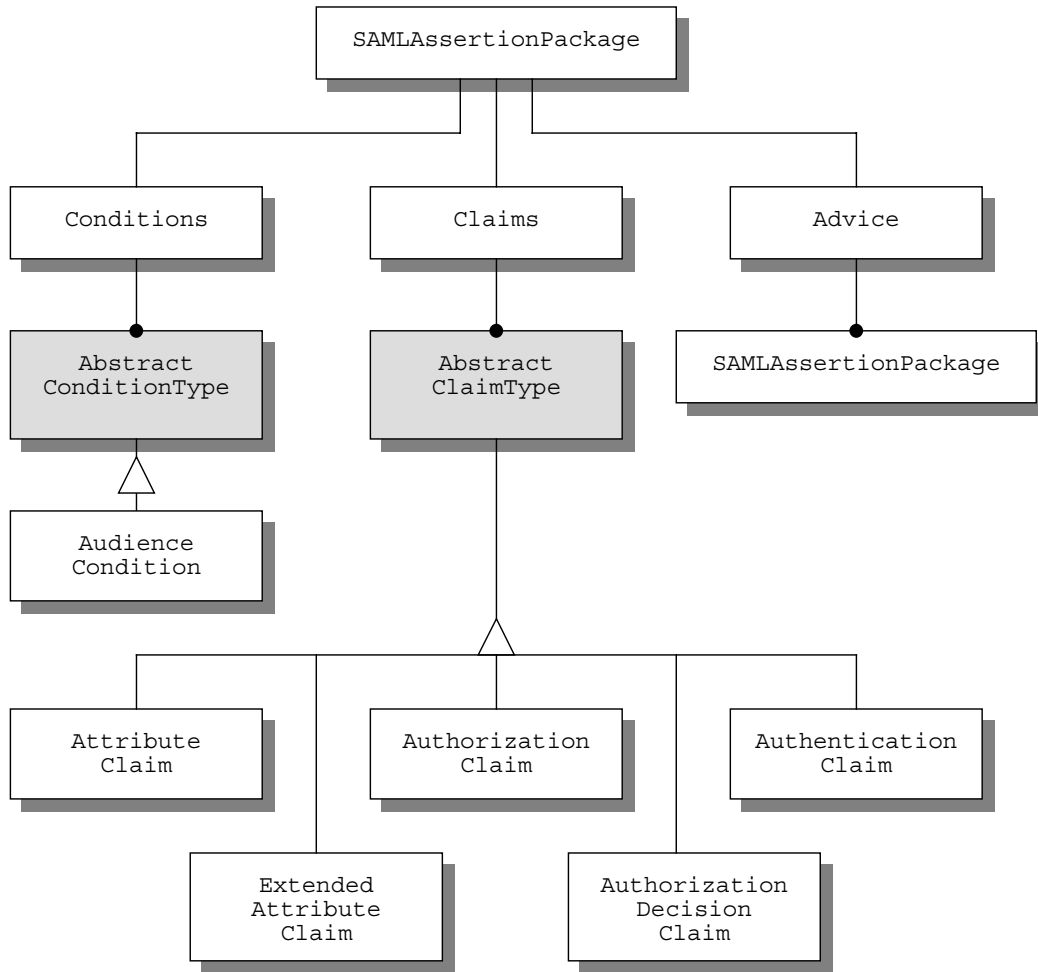 SAMLAssertionPackage
Conditions
Claims
Advice
Abstract
ConditionType
Abstract
ClaimType
SAMLAssertionPackage
Audience
Condition
Attribute
Claim
Authorization
Claim
Authentication
Claim
Extended
Attribute
Claim
Authorization
Decision
Claim